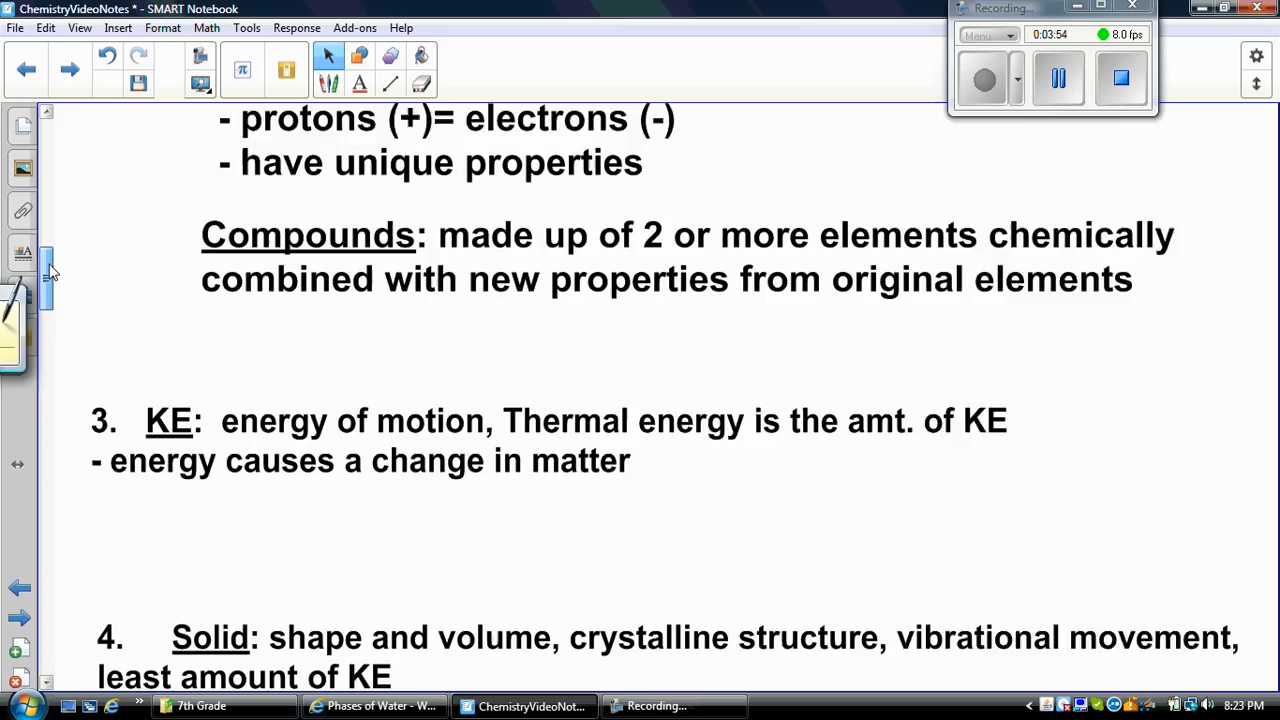 ChemistryVideoNotes * - SMART Notebook
Recording...
File Edit View Insert Format Math Tools Response Add-ons Help
Menu 0:03:54 8.0 fps
- protons (+)= electrons (-)
- have unique properties
Compounds: made up of 2 or more elements chemically
combined with new properties from original elements
3. KE: energy of motion, Thermal energy is the amt. of KE
- energy causes a change in matter
4. Solid: shape and volume, crystalline structure, vibrational movement,
least amount of KE
7th Grade Phases of Water - W... ChemistryVideoNot... Recording... 8:23 PM